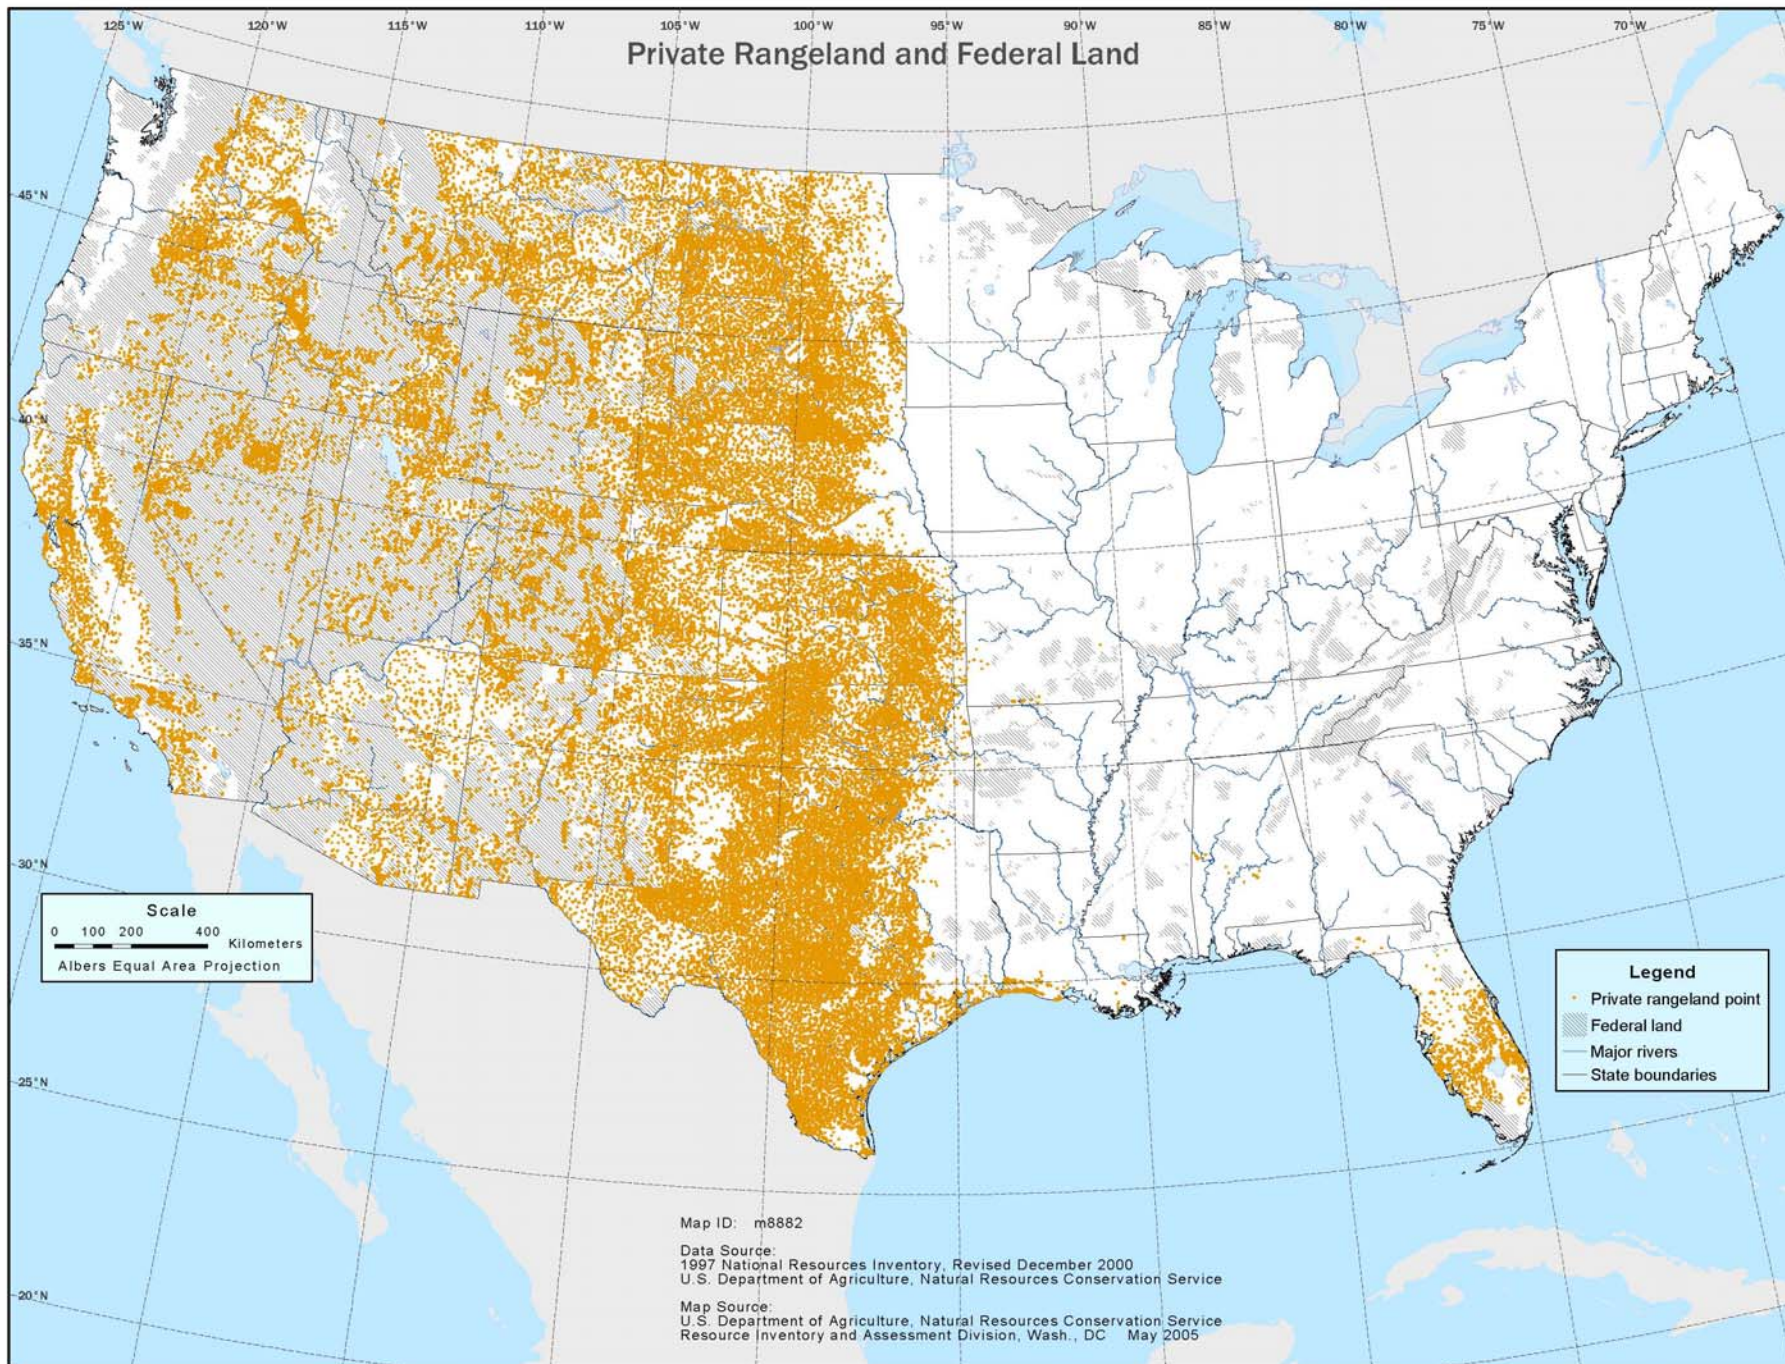 125°W 120°W 115°W 110°W 105°W 100°W 95°W 90°W 85°W 80°W 75°W 70°W
Private Rangeland and Federal Land
45°N
40°N
35°N
30°N
25°N
20°N
Scale
0 100 200 400 Kilometers
Albers Equal Area Projection
Legend
Private rangeland point
Federal land
Major rivers
State boundaries
Map ID: m8882
Data Source:
1997 National Resources Inventory, Revised December 2000
U.S. Department of Agriculture, Natural Resources Conservation Service
Map Source:
U.S. Department of Agriculture, Natural Resources Conservation Service
Resource Inventory and Assessment Division, Wash., DC May 2005